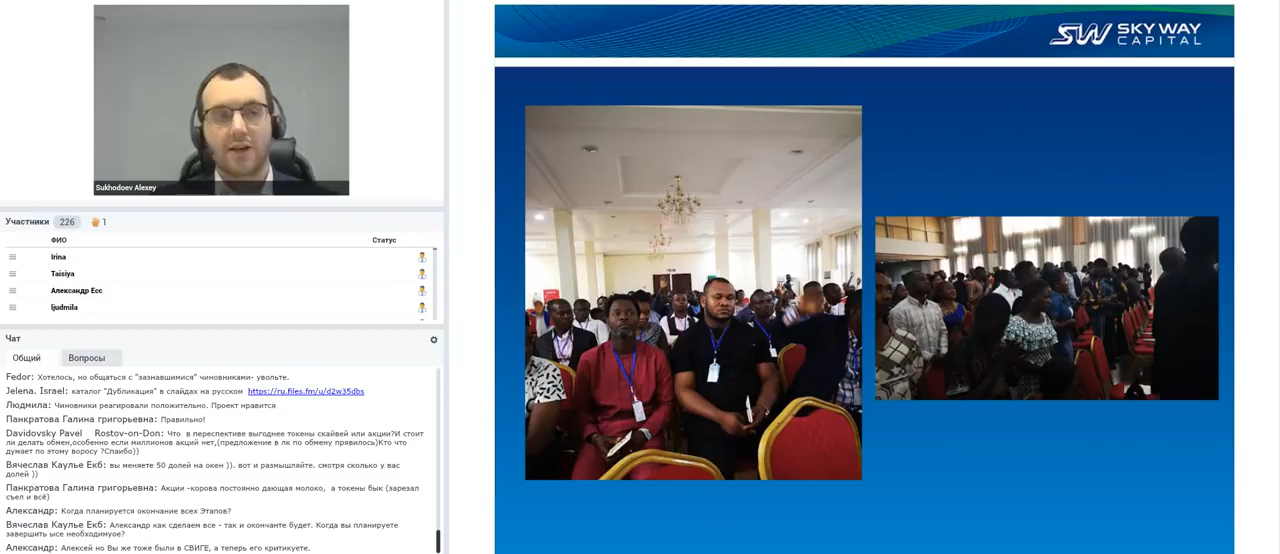 SW SKY WAY
CAPITAL
Sukhodoev Alexey
Участники 226 1
ФИО Статус
Irina
Taisiya
Александр Есс
ljudmila
Чат
Общий Вопросы
Fedor: Хотелось, но общаться с "зазнавшимися" чиновниками- увольте.
Jelena. Israel: каталог "Дубликация" в слайдах на русском https://ru.files.fm/u/d2w35dbs
Людмила: Чиновники реагировали положительно. Проект нравится
Панкратова Галина григорьевна: Правильно!
Davidovsky Pavel Rostov-on-Don: Что в переспективе выгоднее токены скайвей или акции?И стоит
ли делать обмен,особенно если миллионов акций нет,(предложение в лк по обмену прявилось)Кто что
думает по этому воросу ?Спаибо))
Вячеслав Каулье Екб: вы меняете 50 долей на окен )). вот и размышляйте. смотря сколько у вас
долей ))
Панкратова Галина григорьевна: Акции -корова постоянно дающая молоко, а токены бык (зарезал
съел и всё)
Александр: Когда планируется окончание всех Этапов?
Вячеслав Каулье Екб: Александр как сделаем все - так и окончанте будет. Когда вы планируете
завершить ысе необходимуое?
Александр: Алексей но Вы же тоже были в СВИГЕ, а теперь его критикуете.